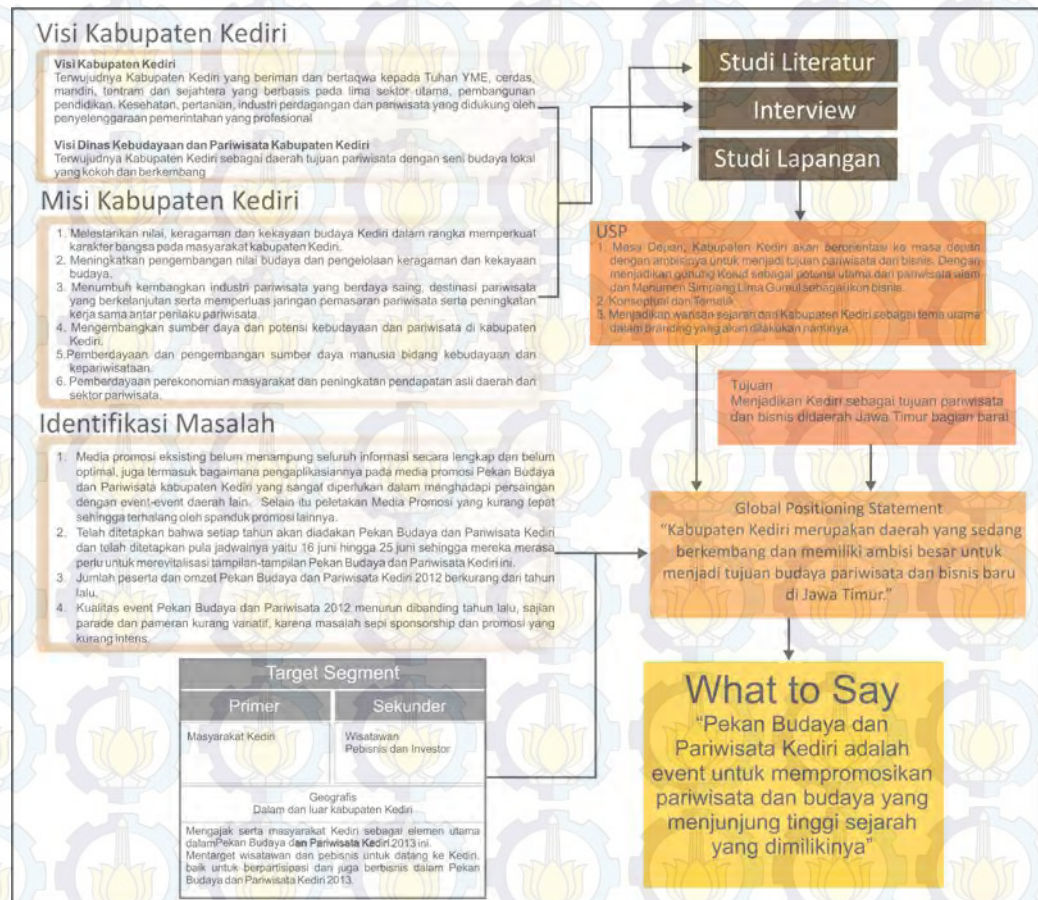 Visi Kabupaten Kediri
Visi Kabupaten Kediri
Terwujudnya Kabupaten Kediri yang beriman dan bertaqwa kepada Tuhan YME, cerdas,
mandiri, tentram dan sejahtera yang berbasis pada lima sektor utama, pembangunan
pendidikan. Kesehatan, pertanian, industri perdagangan dan pariwisata yang didukung oleh
penyelenggaraan pemerintahan yang profesional
Visi Dinas Kebudayaan dan Pariwisata Kabupaten Kediri
Terwujudnya Kabupaten Kediri sebagai daerah tujuan pariwisata dengan seni budaya lokal
yang kokoh dan berkembang
Misi Kabupaten Kediri
1. Melestarikan nilai, keragaman dan kekayaan budaya Kediri dalam rangka memperkuat
karakter bangsa pada masyarakat kabupaten Kediri.
2. Meningkatkan pengembangan nilai budaya dan pengelolaan keragaman dan kekayaan
budaya.
3. Menumbuh kembangkan industri pariwisata yang berdaya saing, destinasi pariwisata
yang berkelanjutan serta memperluas jaringan pemasaran pariwisata serta peningkatan
kerja sama antar perilaku pariwisata.
4. Mengembangkan sumber daya dan potensi kebudayaan dan pariwisata di kabupaten
Kediri.
5.Pemberdayaan dan pengembangan sumber daya manusia bidang kebudayaan dan
kepariwisataan.
6. Pemberdayaan perekonomian masyarakat dan peningkatan pendapatan asli daerah dari
sektor pariwisata.
Identifikasi Masalah
1. Media promosi eksisting belum menampung seluruh informasi secara lengkap dan belum
optimal, juga termasuk bagaimana pengaplikasiannya pada media promosi Pekan Budaya
dan Pariwisata kabupaten Kediri yang sangat diperlukan dalam menghadapi persaingan
dengan event-event daerah lain. Selain itu peletakan Media Promosi yang kurang tepat
sehingga terhalang oleh spanduk promosi lainnya.
2. Telah ditetapkan bahwa setiap tahun akan diadakan Pekan Budaya dan Pariwisata Kediri
dan telah ditetapkan pula jadwalnya yaitu 16 juni hingga 25 juni sehingga mereka merasa
perlu untuk merevitalisasi tampilan-tampilan Pekan Budaya dan Pariwisata Kediri ini.
3. Jumlah peserta dan omzet Pekan Budaya dan Pariwisata Kediri 2012 berkurang dari tahun
lalu.
4. Kualitas event Pekan Budaya dan Pariwisata 2012 menurun dibanding tahun lalu, sajian
parade dan pameran kurang variatif, karena masalah sepi sponsorship dan promosi yang
kurang intens.
Target Segment
Primer
Sekunder
Masyarakat Kediri
Wisatawan
Pebisnis dan Investor
Geografis
Dalam dan luar kabupaten Kediri
Mengajak serta masyarakat Kediri sebagai elemen utama
dalamPekan Budaya dan Pariwisata Kediri 2013 ini.
Mentarget wisatawan dan pebisnis untuk datang ke Kediri,
baik untuk berpartisipasi dan juga berbisnis dalam Pekan
Budaya dan Pariwisata Kediri 2013.
Studi Literatur
Interview
Studi Lapangan
USP
1. Masa Depan, Kabupaten Kediri akan berorientasi ke masa depan
dengan ambisinya untuk menjadi tujuan pariwisata dan bisnis. Dengan
menjadikan gunung Kelud sebagai potensi utama dari pariwisata alam
dan Monumen Simpang Lima Gumul sebagai ikon bisnis.
2. Konseptual dan Tematik
3. Menjadikan warisan sejarah dari Kabupaten Kediri sebagai tema utama
dalam branding yang akan dilakukan nantinya.
Tujuan
Menjadikan Kediri sebagai tujuan pariwisata
dan bisnis didaerah Jawa Timur bagian barat
Global Positioning Statement
"Kabupaten Kediri merupakan daerah yang sedang
berkembang dan memiliki ambisi besar untuk
menjadi tujuan budaya pariwisata dan bisnis baru
di Jawa Timur."
What to Say
"Pekan Budaya dan
Pariwisata Kediri adalah
event untuk mempromosikan
pariwisata dan budaya yang
menjunjung tinggi sejarah
yang dimilikinya"